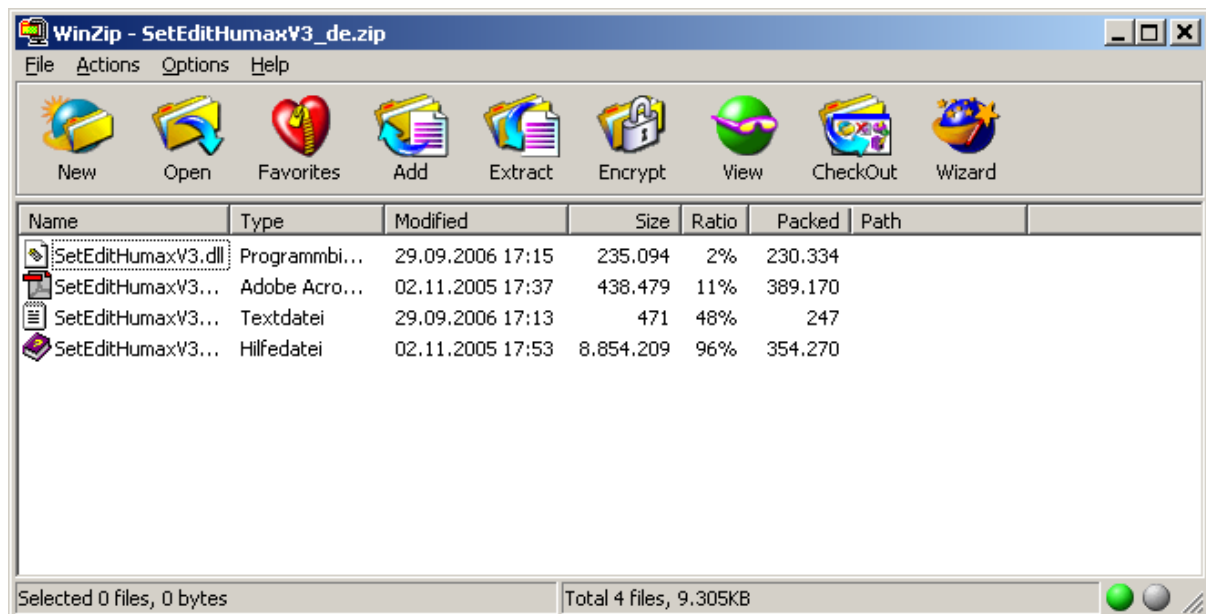 WinZip - SetEditHumaxV3_de.zip
File Actions Options Help
New Open Favorites Add Extract Encrypt View CheckOut Wizard
Name Type Modified Size Ratio Packed Path
SetEditHumaxV3.dll Programmbi... 29.09.2006 17:15 235.094 2% 230.334
SetEditHumaxV3... Adobe Acro... 02.11.2005 17:37 438.479 11% 389.170
SetEditHumaxV3... Textdatei 29.09.2006 17:13 471 48% 247
SetEditHumaxV3... Hilfedatei 02.11.2005 17:53 8.854.209 96% 354.270
Selected 0 files, 0 bytes Total 4 files, 9.305KB